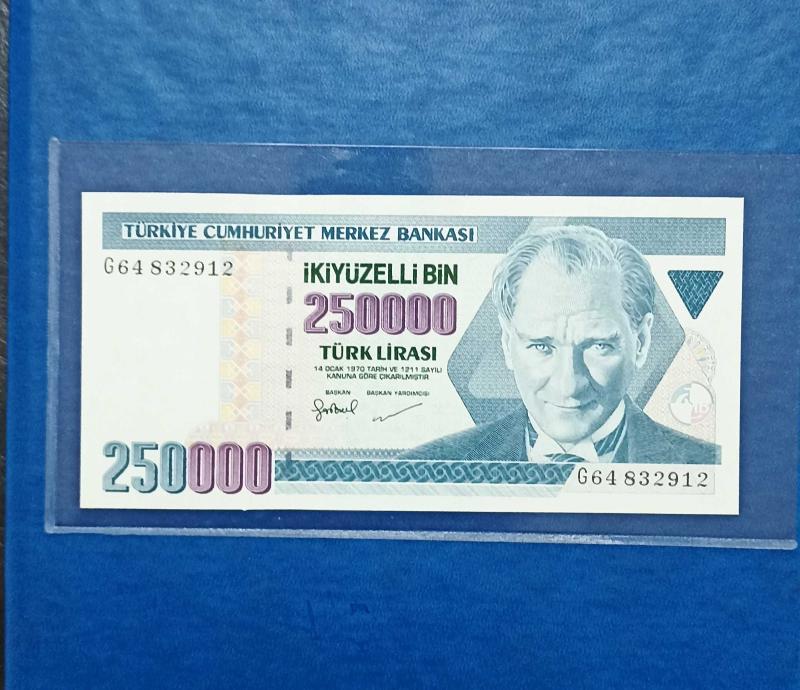 TÜRKİYE CUMHURİYET MERKEZ BANKASI
G64 832912
İKİYÜZELLİ BİN
250000
TÜRK LİRASI
14 OCAK 1970 TARİH VE 1211 SAYILI
KANUNA GÖRE ÇIKARILMIŞTIR
BAŞKAN BAŞKAN YARDIMCISI
250000
G64 832912